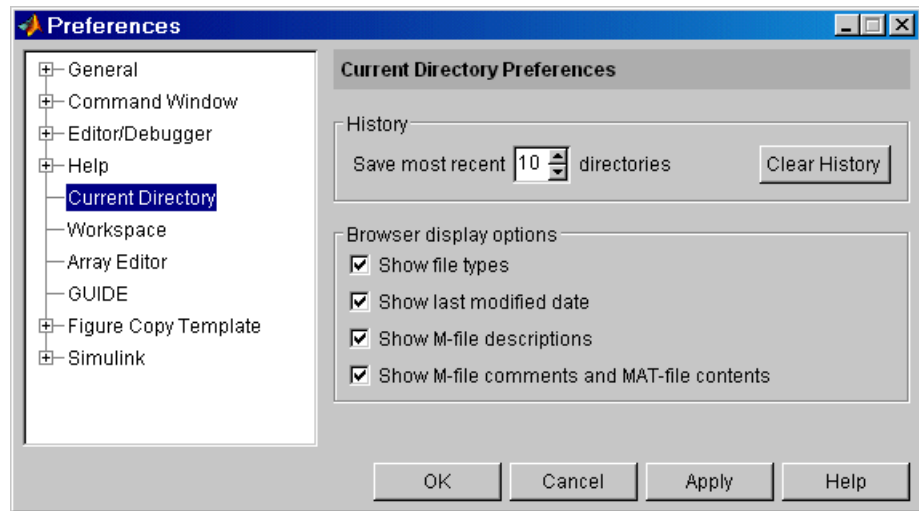 Preferences
General
Command Window
Editor/Debugger
Help
Current Directory
Workspace
Array Editor
GUIDE
Figure Copy Template
Simulink
Current Directory Preferences
History
Save most recent 10 directories Clear History
Browser display options
Show file types
Show last modified date
Show M-file descriptions
Show M-file comments and MAT-file contents
OK Cancel Apply Help